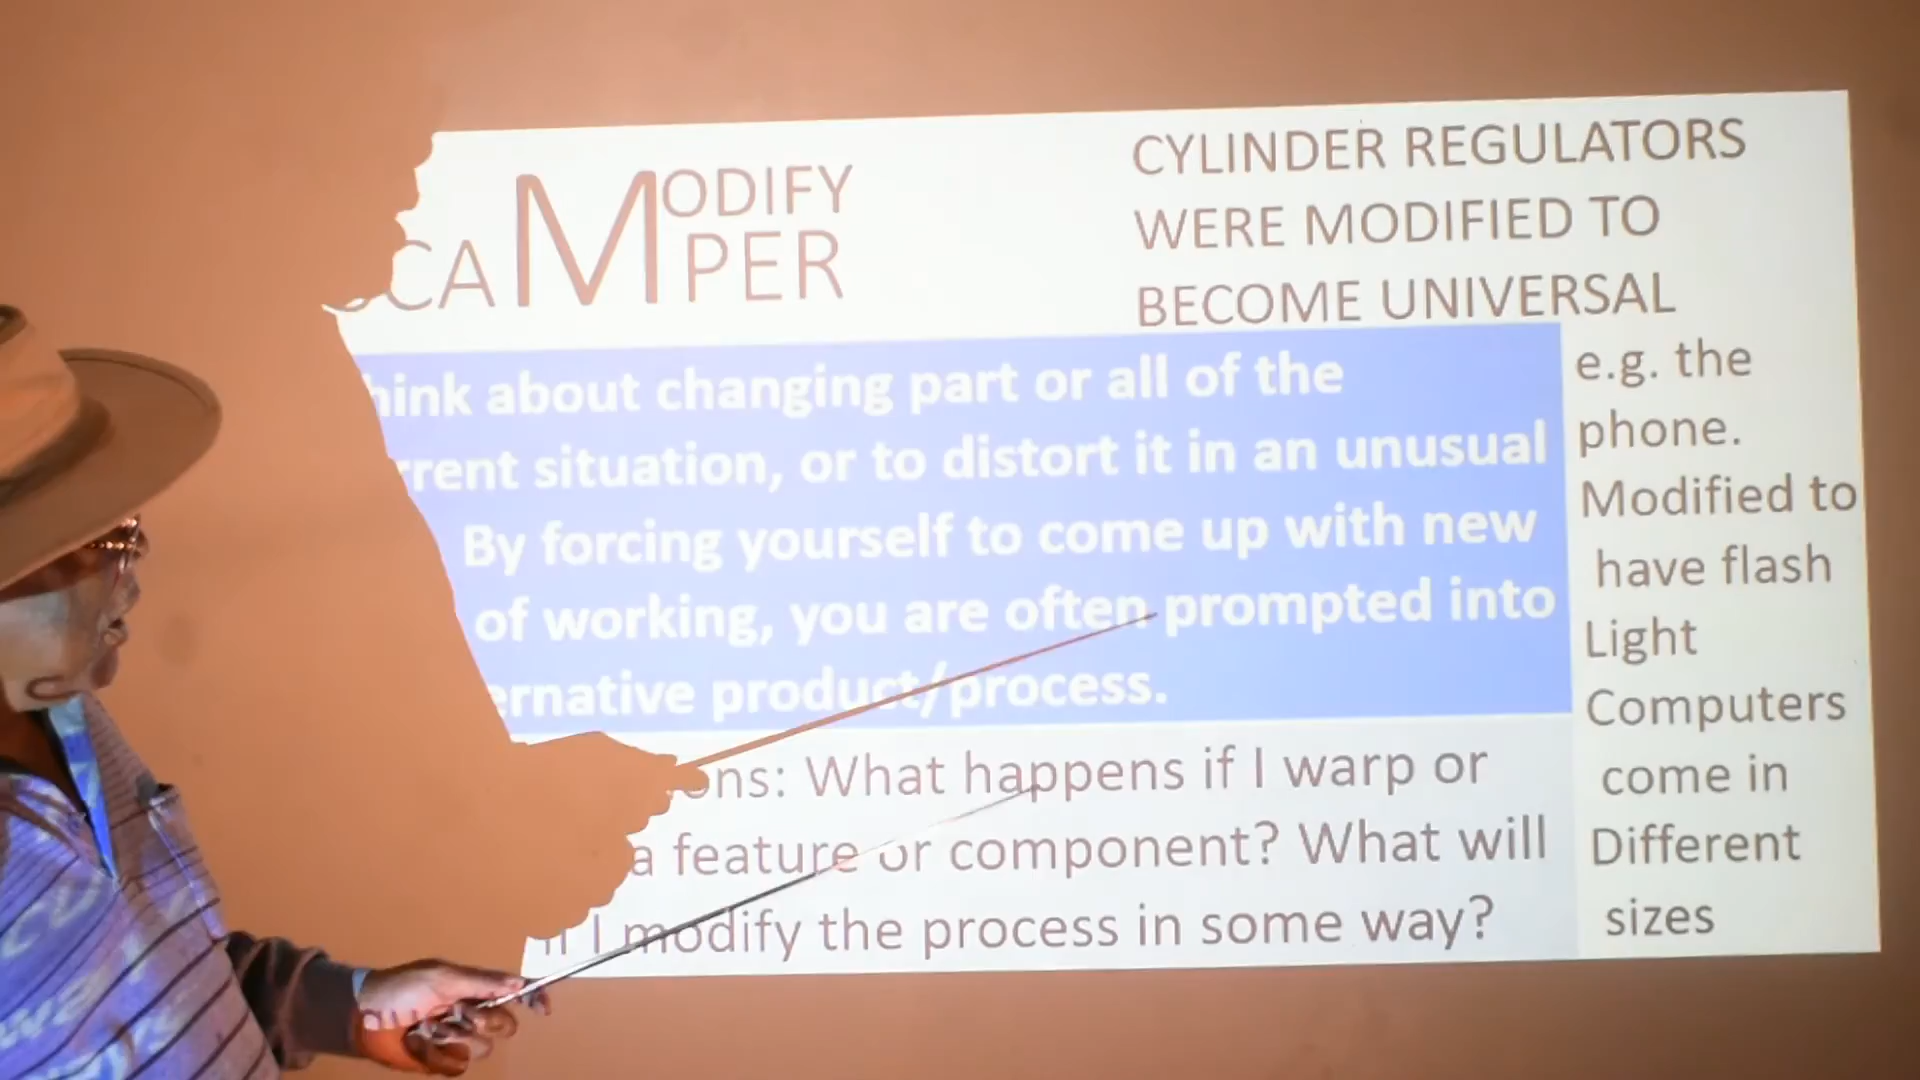 MODIFY
SCAMPER
CYLINDER REGULATORS
WERE MODIFIED TO
BECOME UNIVERSAL
hink about changing part or all of the
rrent situation, or to distort it in an unusual
By forcing yourself to come up with new
of working, you are often prompted into
ernative product/process.
ons: What happens if I warp or
a feature or component? What will
if I modify the process in some way?
e.g. the
phone.
Modified to
have flash
Light
Computers
come in
Different
sizes